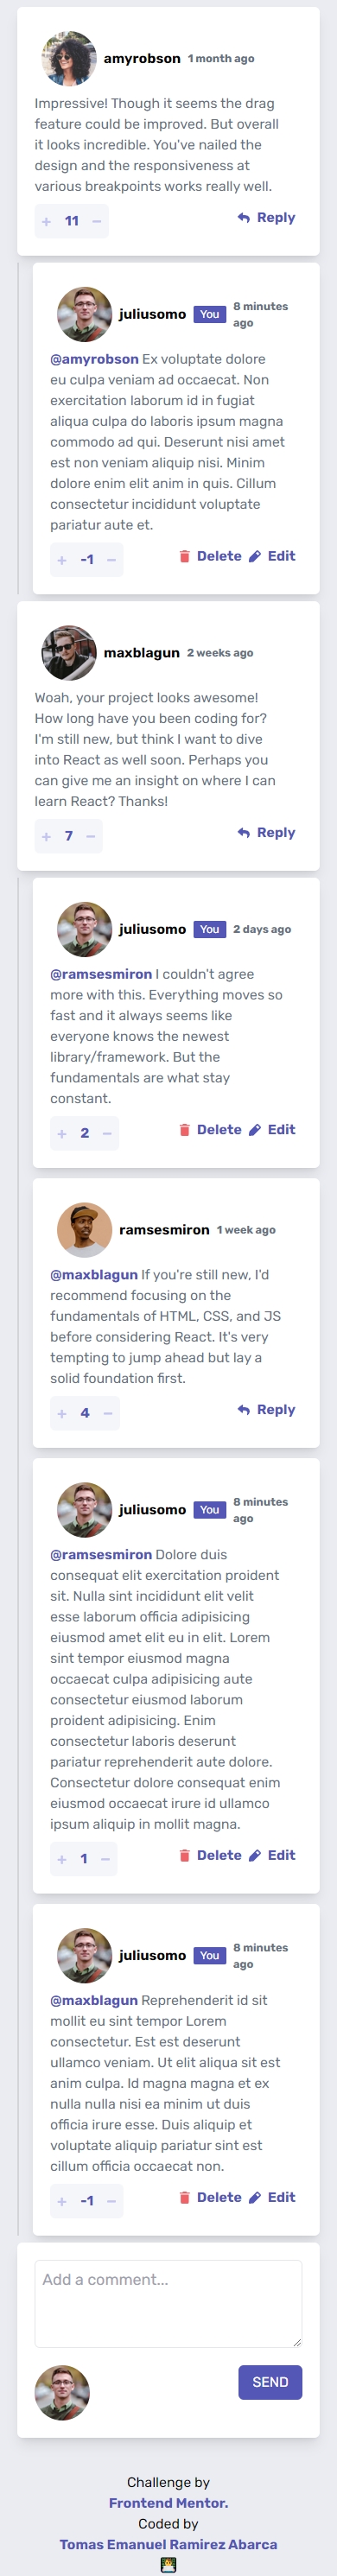 amyrobson 1 month ago
Impressive! Though it seems the drag
feature could be improved. But overall
it looks incredible. You've nailed the
design and the responsiveness at
various breakpoints works really well.
+ 11 − Reply
juliusomo You 8 minutes
ago
@amyrobson Ex voluptate dolore
eu culpa veniam ad occaecat. Non
exercitation laborum id in fugiat
aliqua culpa do laboris ipsum magna
commodo ad qui. Deserunt nisi amet
est non veniam aliquip nisi. Minim
dolore enim elit anim in quis. Cillum
consectetur incididunt voluptate
pariatur aute et.
+ -1 − Delete Edit
maxblagun 2 weeks ago
Woah, your project looks awesome!
How long have you been coding for?
I'm still new, but think I want to dive
into React as well soon. Perhaps you
can give me an insight on where I can
learn React? Thanks!
+ 7 − Reply
juliusomo You 2 days ago
@ramsesmiron I couldn't agree
more with this. Everything moves so
fast and it always seems like
everyone knows the newest
library/framework. But the
fundamentals are what stay
constant.
+ 2 − Delete Edit
ramsesmiron 1 week ago
@maxblagun If you're still new, I'd
recommend focusing on the
fundamentals of HTML, CSS, and JS
before considering React. It's very
tempting to jump ahead but lay a
solid foundation first.
+ 4 − Reply
juliusomo You 8 minutes
ago
@ramsesmiron Dolore duis
consequat elit exercitation proident
sit. Nulla sint incididunt elit velit
esse laborum officia adipisicing
eiusmod amet elit eu in elit. Lorem
sint tempor eiusmod magna
occaecat culpa adipisicing aute
consectetur eiusmod laborum
proident adipisicing. Enim
consectetur laboris deserunt
pariatur reprehenderit aute dolore.
Consectetur dolore consequat enim
eiusmod occaecat irure id ullamco
ipsum aliquip in mollit magna.
+ 1 − Delete Edit
juliusomo You 8 minutes
ago
@maxblagun Reprehenderit id sit
mollit eu sint tempor Lorem
consectetur. Est est deserunt
ullamco veniam. Ut elit aliqua sit est
anim culpa. Id magna magna et ex
nulla nulla nisi ea minim ut duis
officia irure esse. Duis aliquip et
voluptate aliquip pariatur sint est
cillum officia occaecat non.
+ -1 − Delete Edit
Add a comment...
SEND
Challenge by
Frontend Mentor.
Coded by
Tomas Emanuel Ramirez Abarca